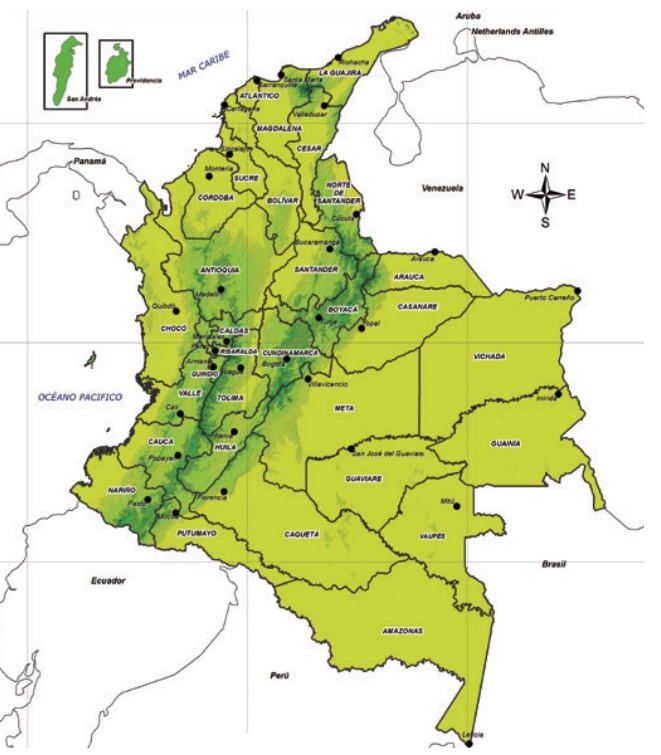 Aruba
Netherlands Antilles
MAR CARIBE
San Andrés
Providencia
Riohacha
Santa Marta
LA GUAJIRA
Barranquilla
ATLÁNTICO
Cartagena
Valledupar
MAGDALENA
CESAR
Sincelejo
Panamá
Montería
SUCRE
CORDOBA
BOLÍVAR
NORTE
DE
SANTANDER
Venezuela
N
W
E
S
Cúcuta
Bucaramanga
SANTANDER
Arauca
ARAUCA
ANTIOQUIA
Medellín
Puerto Carreño
Quibdó
CHOCÓ
BOYACÁ
CASANARE
Tunja
Yopal
CALDAS
Manizales
Pereira
RISARALDA
CUNDINAMARCA
Bogotá
Armenia
QUINDÍO
Ibagué
VICHADA
Villavicencio
OCÉANO PACIFICO
VALLE
TOLIMA
META
Inírida
Cali
CAUCA
Neiva
HUILA
GUAINÍA
Popayán
San José del Guaviare
GUAVIARE
NARIÑO
Pasto
Florencia
Mocoa
Mitú
PUTUMAYO
CAQUETÁ
VAUPÉS
Ecuador
Brasil
AMAZONAS
Perú
Leticia